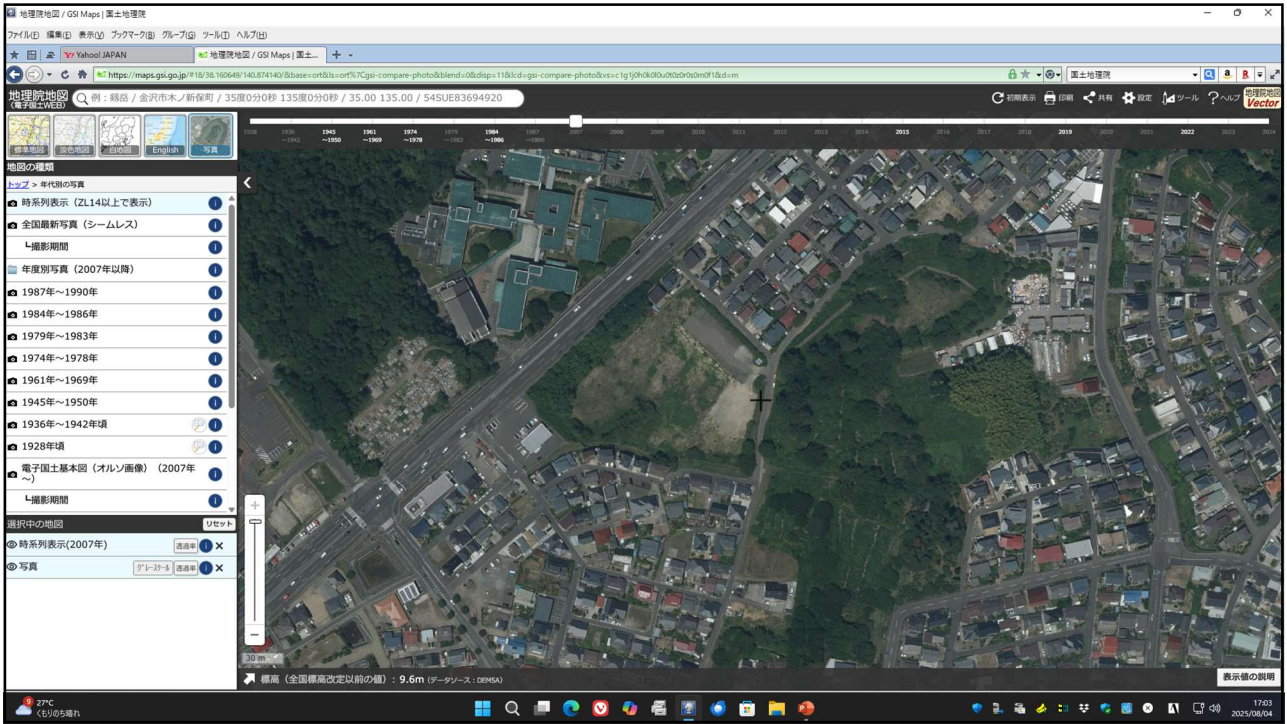 地理院地図 / GSI Maps | 国土地理院
ファイル(F) 編集(E) 表示(V) ブックマーク(B) グループ(G) ツール(T) ヘルプ(H)
Yahoo! JAPAN
地理院地図 / GSI Maps | 国土...
https://maps.gsi.go.jp/#18/38.160649/140.874140/&base=ort&ls=ort%7Cgsi-compare-photo&blend=0&disp=11&lcd=gsi-compare-photo&vs=c1g1j0h0k0l0u0t0z0r0s0m0f1&d=m
国土地理院
地理院地図
(電子国土WEB)
例：剱岳 / 金沢市木ノ新保町 / 35度0分0秒 135度0分0秒 / 35.00 135.00 / 54SUE83694920
初期表示 印刷 共有 設定 ツール ヘルプ
地理院地図
Vector
標準地図 淡色地図 白地図 English 写真
1928 1936 1945 1961 1974 1979 1984 1987 2007 2008 2009 2010 2011 2012 2013 2014 2015 2016 2017 2018 2019 2020 2021 2022 2023 2024
～1942 ～1950 ～1969 ～1978 ～1983 ～1986 ～1990
地図の種類
トップ > 年代別の写真
時系列表示（ZL14以上で表示）
全国最新写真（シームレス）
┗撮影期間
年度別写真（2007年以降）
1987年～1990年
1984年～1986年
1979年～1983年
1974年～1978年
1961年～1969年
1945年～1950年
1936年～1942年頃
1928年頃
電子国土基本図（オルソ画像）（2007年
～）
┗撮影期間
選択中の地図 リセット
時系列表示(2007年) 透過率
写真 グレースケール 透過率
30 m
標高（全国標高改定以前の値）: 9.6m (データソース：DEM5A)
表示値の説明
9
27°C
くもりのち晴れ
17:03
2025/08/04